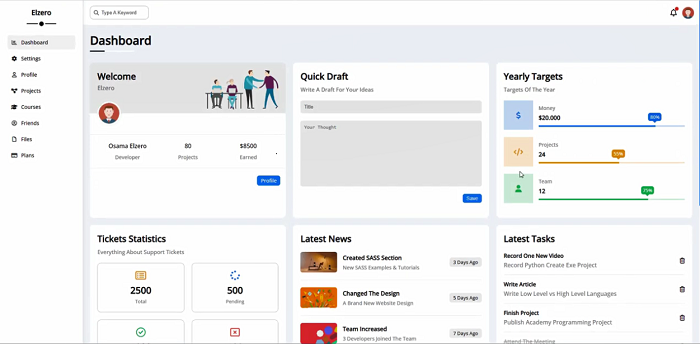 Elzero
Type A Keyword
Dashboard
Settings
Profile
Projects
Courses
Friends
Files
Plans
Dashboard
Welcome
Elzero
Osama Elzero
Developer
80
Projects
$8500
Earned
Profile
Quick Draft
Write A Draft For Your Ideas
Title
Your Thought
Save
Yearly Targets
Targets Of The Year
Money
$20.000
80%
Projects
24
55%
Team
12
75%
Tickets Statistics
Everything About Support Tickets
2500
Total
500
Pending
Latest News
Created SASS Section
New SASS Examples & Tutorials
3 Days Ago
Changed The Design
A Brand New Website Design
5 Days Ago
Team Increased
3 Developers Joined The Team
7 Days Ago
Latest Tasks
Record One New Video
Record Python Create Exe Project
Write Article
Write Low Level vs High Level Languages
Finish Project
Publish Academy Programming Project
Attend The Meeting